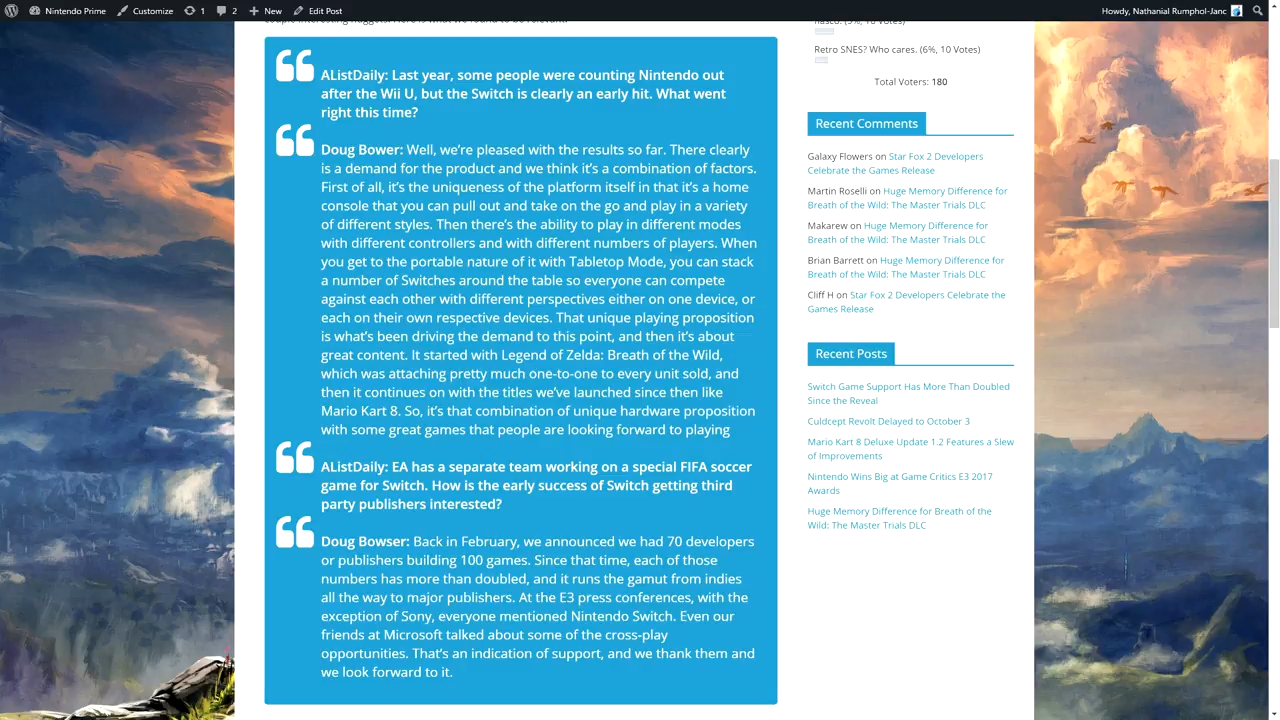 Nintendo Prime
Customize
1
2
New
Edit Post
Howdy, Nathanial Rumphol-Janc
AListDaily: Last year, some people were counting Nintendo out
after the Wii U, but the Switch is clearly an early hit. What went
right this time?
Doug Bower: Well, we're pleased with the results so far. There clearly
is a demand for the product and we think it's a combination of factors.
First of all, it's the uniqueness of the platform itself in that it's a home
console that you can pull out and take on the go and play in a variety
of different styles. Then there's the ability to play in different modes
with different controllers and with different numbers of players. When
you get to the portable nature of it with Tabletop Mode, you can stack
a number of Switches around the table so everyone can compete
against each other with different perspectives either on one device, or
each on their own respective devices. That unique playing proposition
is what's been driving the demand to this point, and then it's about
great content. It started with Legend of Zelda: Breath of the Wild,
which was attaching pretty much one-to-one to every unit sold, and
then it continues on with the titles we've launched since then like
Mario Kart 8. So, it's that combination of unique hardware proposition
with some great games that people are looking forward to playing
AListDaily: EA has a separate team working on a special FIFA soccer
game for Switch. How is the early success of Switch getting third
party publishers interested?
Doug Bowser: Back in February, we announced we had 70 developers
or publishers building 100 games. Since that time, each of those
numbers has more than doubled, and it runs the gamut from indies
all the way to major publishers. At the E3 press conferences, with the
exception of Sony, everyone mentioned Nintendo Switch. Even our
friends at Microsoft talked about some of the cross-play
opportunities. That's an indication of support, and we thank them and
we look forward to it.
Retro SNES? Who cares. (6%, 10 Votes)
Total Voters: 180
Recent Comments
Galaxy Flowers on Star Fox 2 Developers
Celebrate the Games Release
Martin Roselli on Huge Memory Difference for
Breath of the Wild: The Master Trials DLC
Makarew on Huge Memory Difference for
Breath of the Wild: The Master Trials DLC
Brian Barrett on Huge Memory Difference for
Breath of the Wild: The Master Trials DLC
Cliff H on Star Fox 2 Developers Celebrate the
Games Release
Recent Posts
Switch Game Support Has More Than Doubled
Since the Reveal
Culdcept Revolt Delayed to October 3
Mario Kart 8 Deluxe Update 1.2 Features a Slew
of Improvements
Nintendo Wins Big at Game Critics E3 2017
Awards
Huge Memory Difference for Breath of the
Wild: The Master Trials DLC